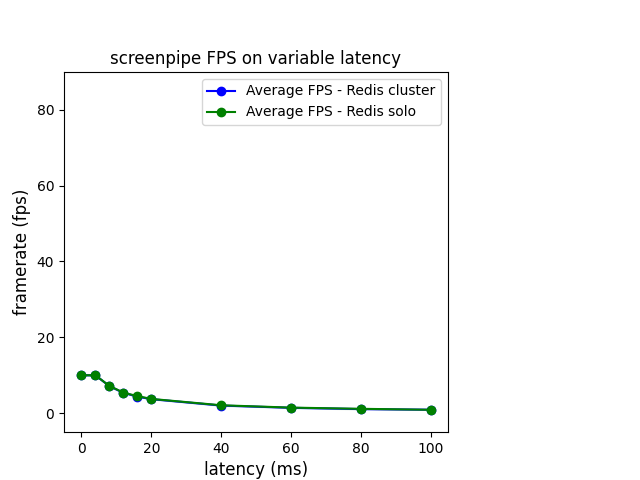 screenpipe FPS on variable latency
Average FPS - Redis cluster
Average FPS - Redis solo
framerate (fps)
80
60
40
20
0
0 20 40 60 80 100
latency (ms)